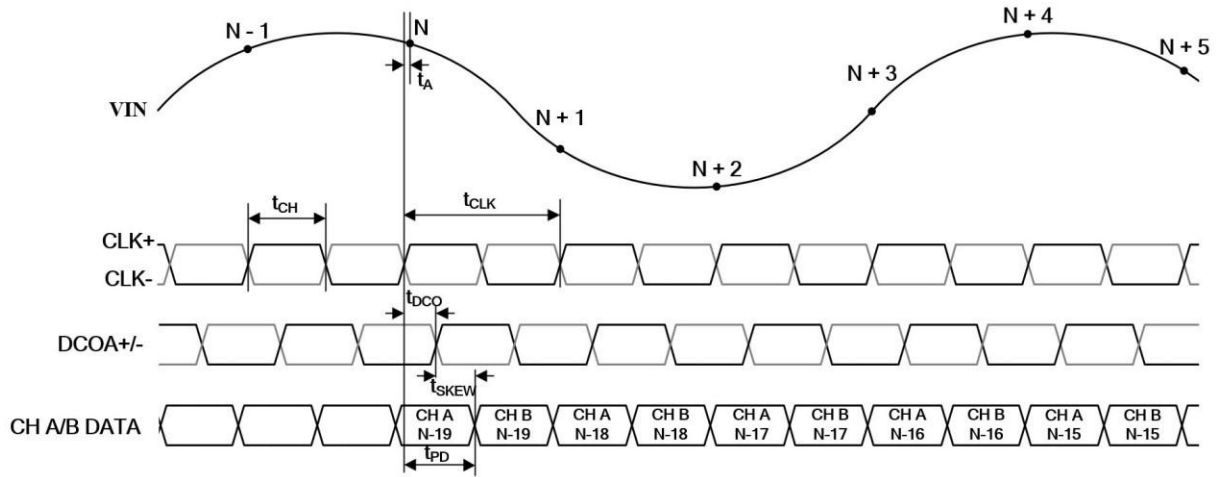 N - 1
N
N + 4
N + 5
t_A
N + 3
VIN
N + 1
N + 2
t_CH
t_CLK
CLK+
CLK-
t_DCO
DCOA+/-
t_SKEW
CH A/B DATA
CH A N-19
CH B N-19
CH A N-18
CH B N-18
CH A N-17
CH B N-17
CH A N-16
CH B N-16
CH A N-15
CH B N-15
t_PD